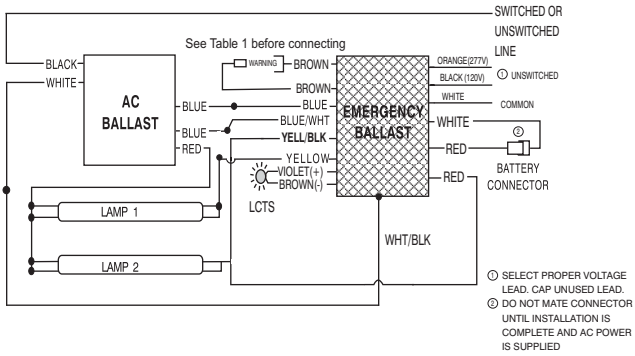 SWITCHED OR
UNSWITCHED
LINE
See Table 1 before connecting
BLACK
WHITE
AC
BALLAST
BLUE
BLUE
RED
WARNING
BROWN
BROWN
BLUE
BLUE/WHT
YELL/BLK
YELLOW
VIOLET(+)
BROWN(-)
LCTS
EMERGENCY
BALLAST
ORANGE(277V)
BLACK (120V)
① UNSWITCHED
WHITE
COMMON
WHITE
②
RED
BATTERY
CONNECTOR
RED
WHT/BLK
LAMP 1
LAMP 2
① SELECT PROPER VOLTAGE
LEAD. CAP UNUSED LEAD.
② DO NOT MATE CONNECTOR
UNTIL INSTALLATION IS
COMPLETE AND AC POWER
IS SUPPLIED